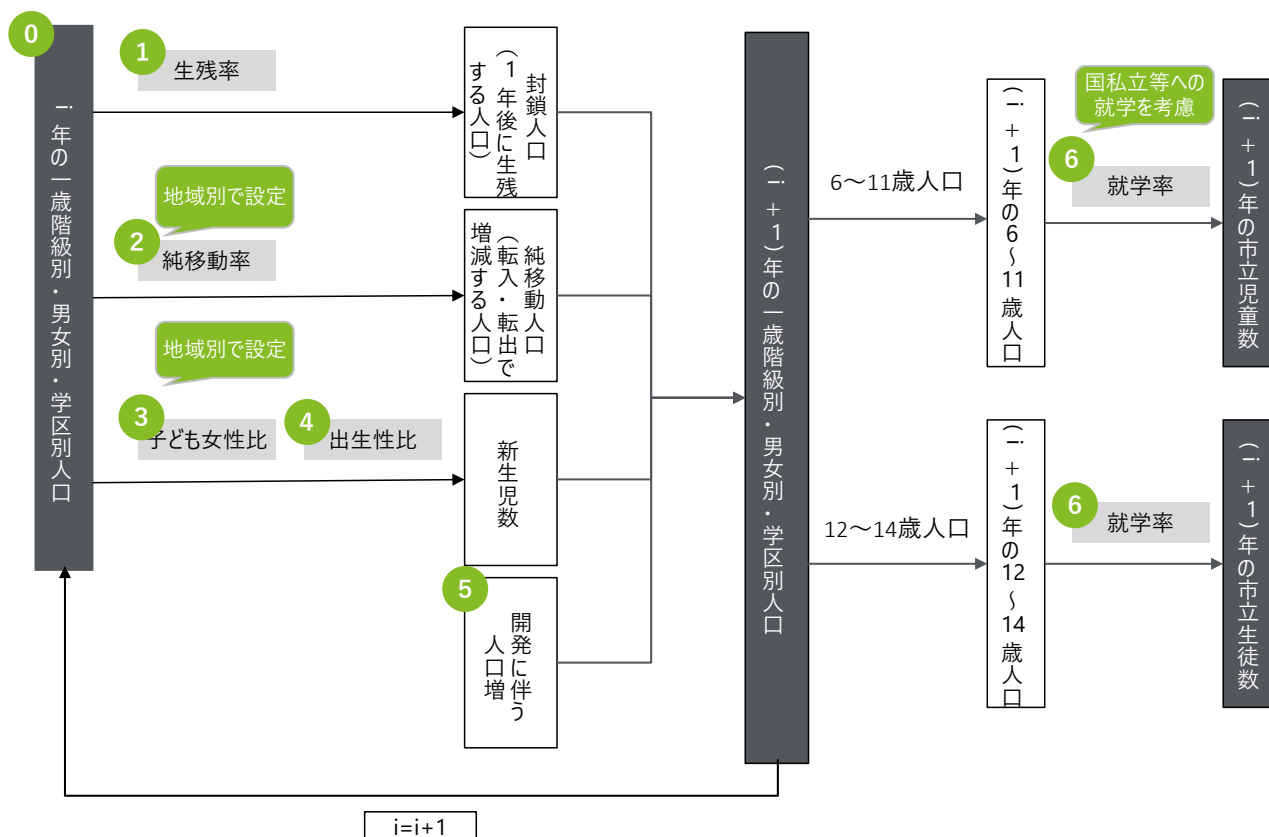 0
i年の一歳階級別・男女別・学区別人口
1
生残率
封鎖人口
(1年後に生残
する人口)
地域別で設定
2
純移動率
純移動人口
(転入・転出で
増減する人口)
地域別で設定
3
子ども女性比
4
出生性比
新生児数
5
開発に伴う
人口増
(i+1)年の一歳階級別・男女別・学区別人口
6～11歳人口
(i+1)年の6～11歳人口
国私立等への
就学を考慮
6
就学率
(i+1)年の市立児童数
12～14歳人口
(i+1)年の12～14歳人口
6
就学率
(i+1)年の市立生徒数
i=i+1